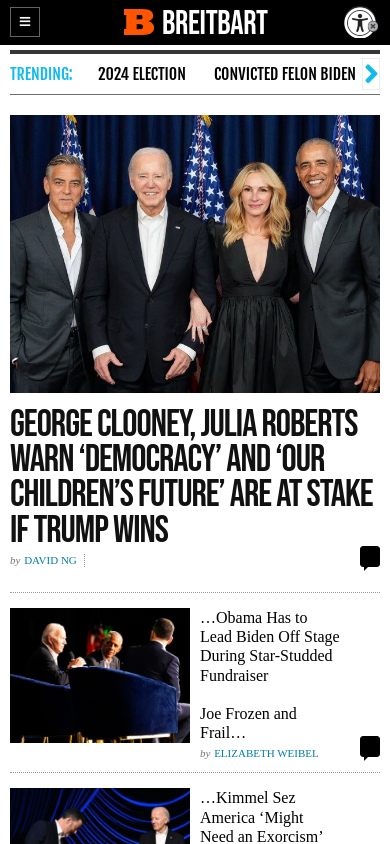 BREITBART
TRENDING: 2024 ELECTION CONVICTED FELON BIDEN
GEORGE CLOONEY, JULIA ROBERTS
WARN ‘DEMOCRACY’ AND ‘OUR
CHILDREN’S FUTURE’ ARE AT STAKE
IF TRUMP WINS
by DAVID NG
…Obama Has to
Lead Biden Off Stage
During Star-Studded
Fundraiser
Joe Frozen and
Frail…
by ELIZABETH WEIBEL
…Kimmel Sez
America ‘Might
Need an Exorcism’